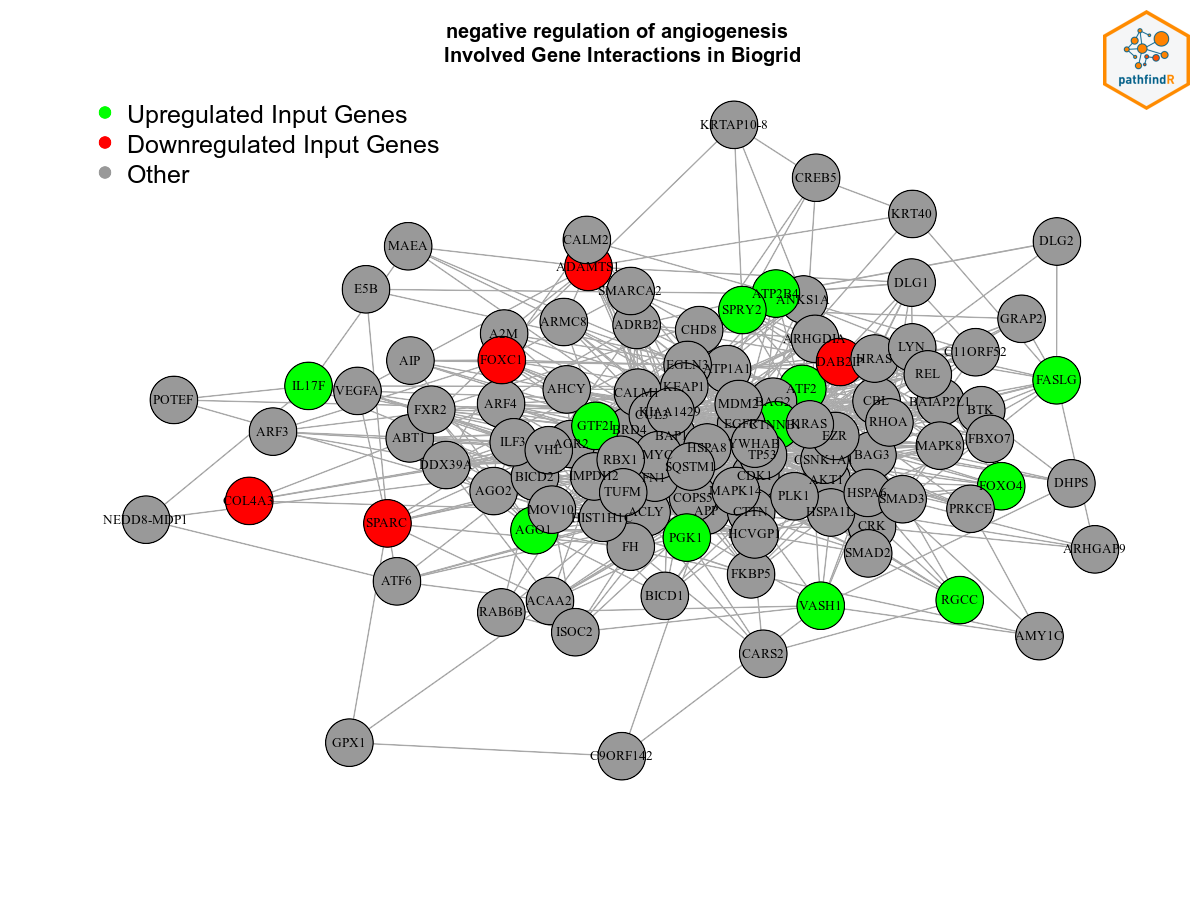 negative regulation of angiogenesis
Involved Gene Interactions in Biogrid
pathfindR
Upregulated Input Genes
Downregulated Input Genes
Other
KRTAP10-8
CREB5
KRT40
DLG2
MAEA
CALM2
ADAMTS1
E5B
SMARCA2
ATP2B4
ANKS1A
SPRY2
DLG1
GRAP2
ARMC8
ADRB2
CHD8
ARHGDIA
A2M
FOXC1
AIP
EGLN3
ATP1A1
HRAS
LYN
C11ORF52
REL
FASLG
IL17F
VEGFA
POTEF
AHCY
CALM1
KEAP1
ATF2
BAG2
CBL
BAIAP2L1
BTK
FXR2
ARF4
CUL3
KIAA1429
MDM2
EGFR
KRAS
RHOA
ARF3
ABT1
GTF2I
BRD4
BAP1
EZR
MAPK8
FBXO7
ILF3
VHL
AGR2
MYC
HSPA8
YWHAB
TP53
BAG3
DDX39A
RBX1
SQSTM1
CSNK1A1
BICD2
IMPDH2
CDK1
AKT1
FOXO4
DHPS
AGO2
TUFM
COPS5
MAPK14
PLK1
SMAD3
PRKCE
COL4A3
MOV10
ACLY
APP
CTTN
HSPA1L
NEDD8-MDP1
SPARC
AGO1
CRK
FH
PGK1
HCVGP1
SMAD2
ARHGAP9
ATF6
FKBP5
BICD1
RAB6B
ACAA2
VASH1
RGCC
ISOC2
AMY1C
CARS2
GPX1
C9ORF142